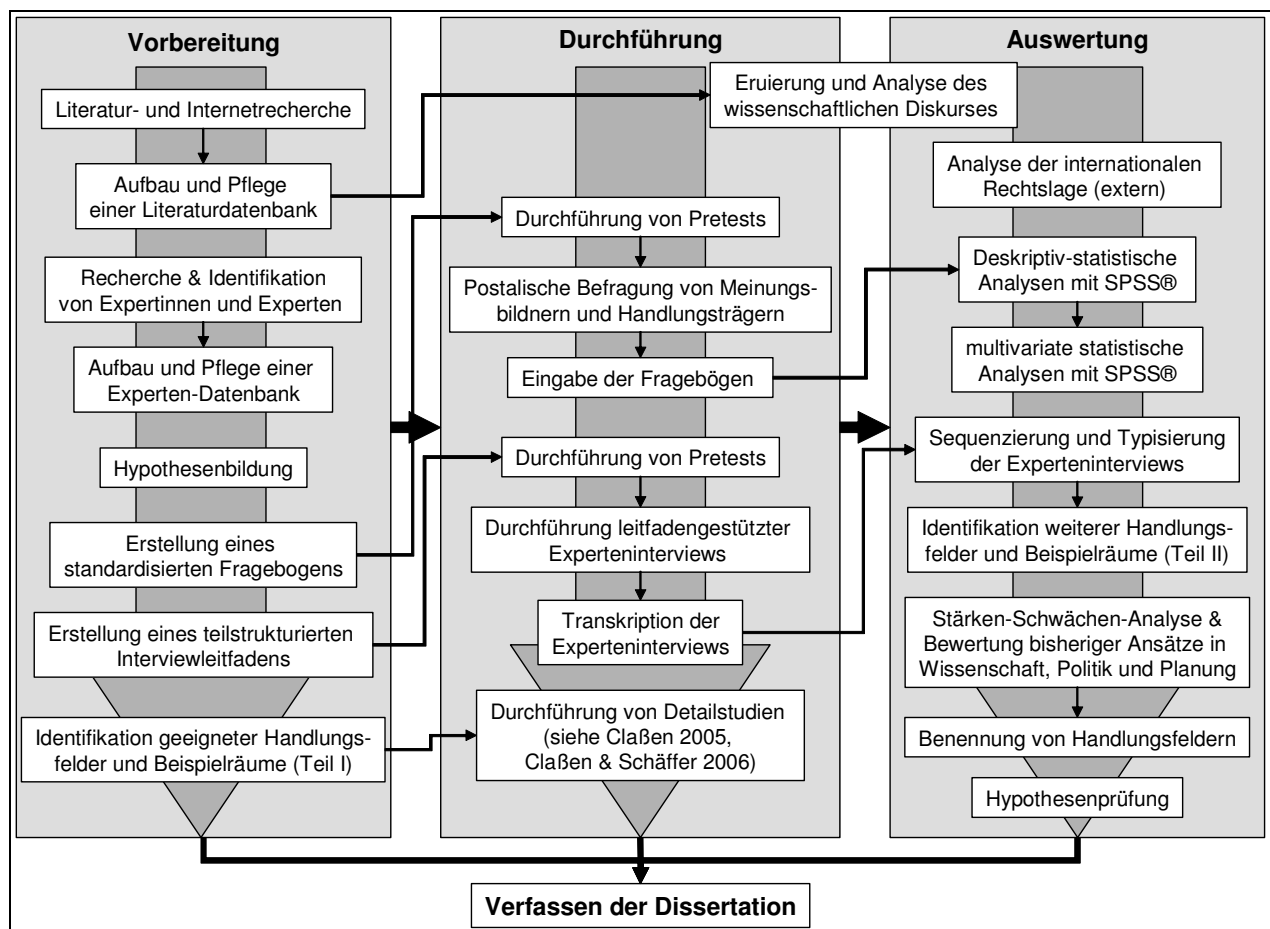 Vorbereitung
Literatur- und Internetrecherche
Aufbau und Pflege
einer Literaturdatenbank
Recherche & Identifikation
von Expertinnen und Experten
Aufbau und Pflege einer
Experten-Datenbank
Hypothesenbildung
Erstellung eines
standardisierten Fragebogens
Erstellung eines teilstrukturierten
Interviewleitfadens
Identifikation geeigneter Handlungs-
felder und Beispielräume (Teil I)
Durchführung
Eruierung und Analyse des
wissenschaftlichen Diskurses
Durchführung von Pretests
Postalische Befragung von Meinungs-
bildnern und Handlungsträgern
Eingabe der Fragebögen
Durchführung von Pretests
Durchführung leitfadengestützter
Experteninterviews
Transkription der
Experteninterviews
Durchführung von Detailstudien
(siehe Claßen 2005,
Claßen & Schäffer 2006)
Auswertung
Analyse der internationalen
Rechtslage (extern)
Deskriptiv-statistische
Analysen mit SPSS®
multivariate statistische
Analysen mit SPSS®
Sequenzierung und Typisierung
der Experteninterviews
Identifikation weiterer Handlungs-
felder und Beispielräume (Teil II)
Stärken-Schwächen-Analyse &
Bewertung bisheriger Ansätze in
Wissenschaft, Politik und Planung
Benennung von Handlungsfeldern
Hypothesenprüfung
Verfassen der Dissertation